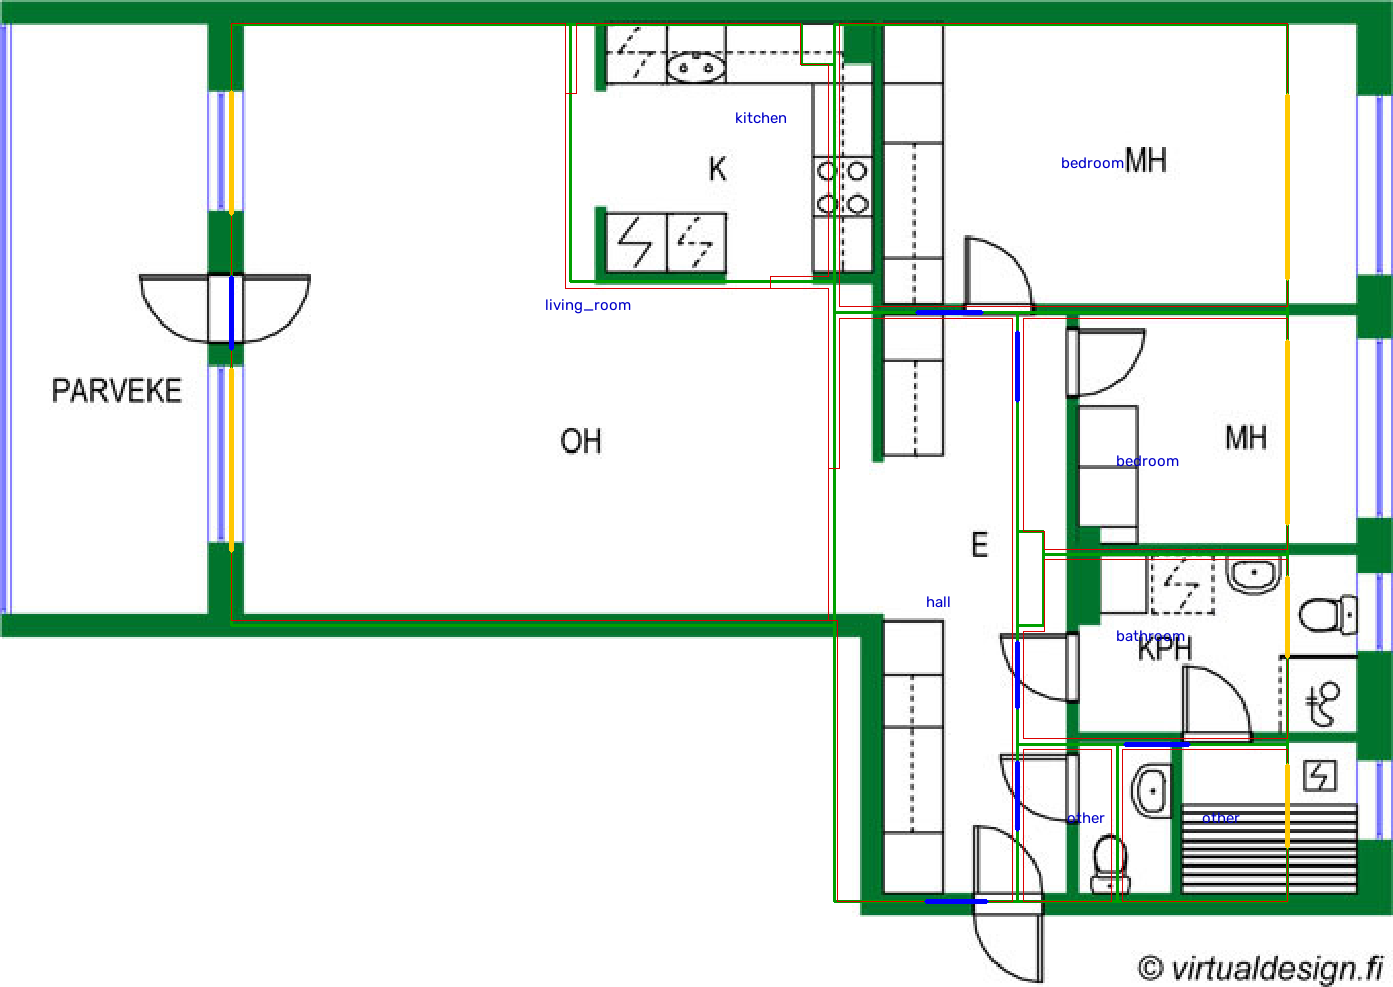 kitchen
K
bedroom MH
living_room
PARVEKE
OH
MH
bedroom
E
hall
bathroom
KPH
other
other
© virtualdesign.fi